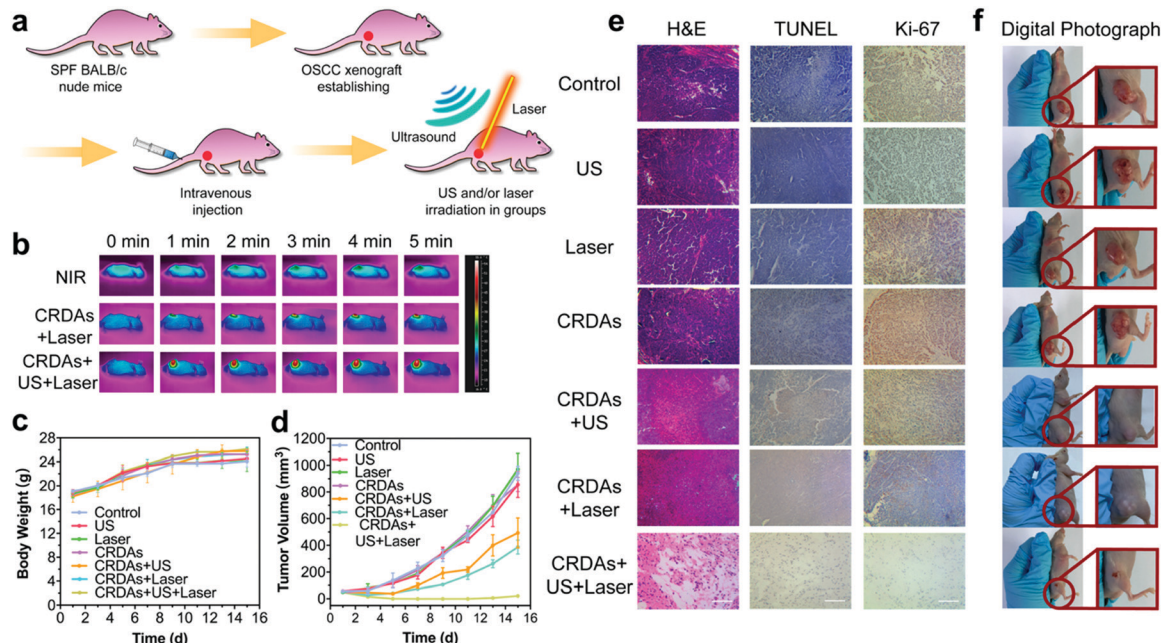 a
SPF BALB/c
nude mice
OSCC xenograft
establishing
Ultrasound
Laser
Intravenous
injection
US and/or laser
irradiation in groups
b
0 min 1 min 2 min 3 min 4 min 5 min
NIR
CRDAs
+Laser
CRDAs+
US+Laser
c
Body Weight (g)
28
24
20
16
12
8
4
0
Control
US
Laser
CRDAs
CRDAs+US
CRDAs+Laser
CRDAs+US+Laser
0 2 4 6 8 10 12 14 16
Time (d)
d
Tumor Volume (mm³)
1200
1000
800
600
400
200
0
Control
US
Laser
CRDAs
CRDAs+US
CRDAs+Laser
CRDAs+
US+Laser
0 2 4 6 8 10 12 14 16
Time (d)
e
H&E TUNEL Ki-67
Control
US
Laser
CRDAs
CRDAs
+US
CRDAs
+Laser
CRDAs+
US+Laser
f
Digital Photograph